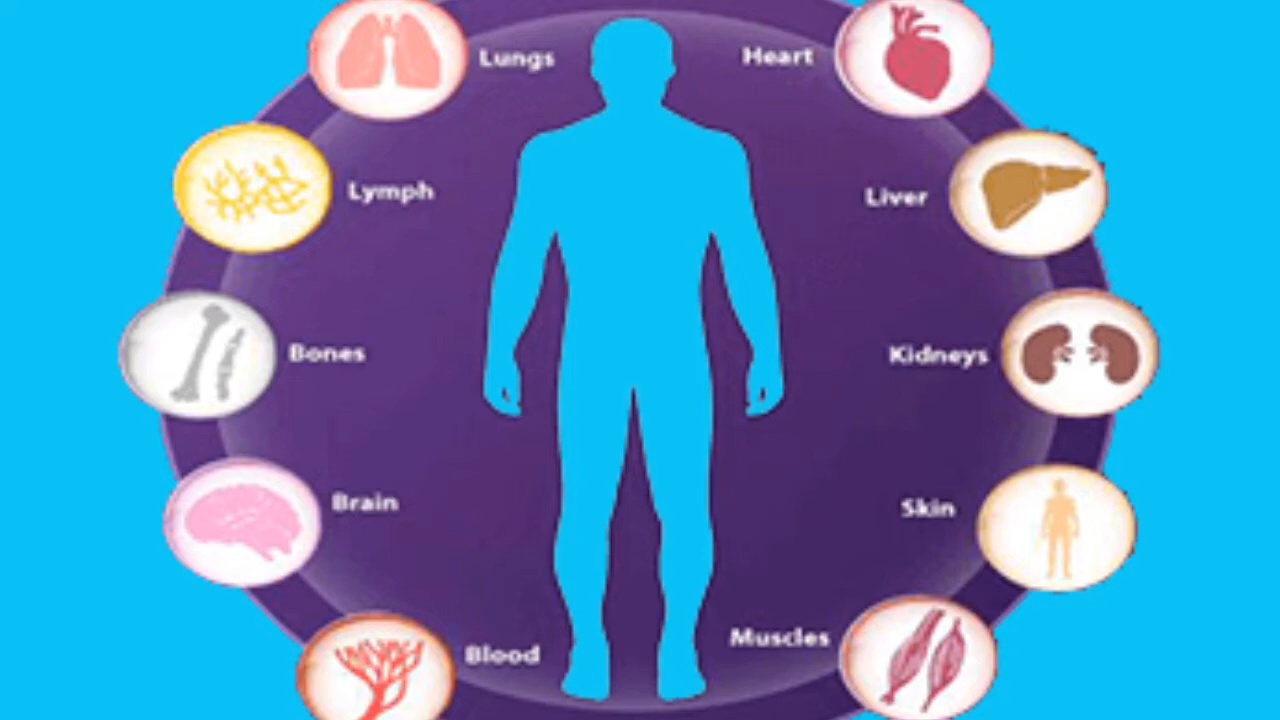 Lungs
Heart
Lymph
Liver
Bones
Kidneys
Brain
Skin
Blood
Muscles